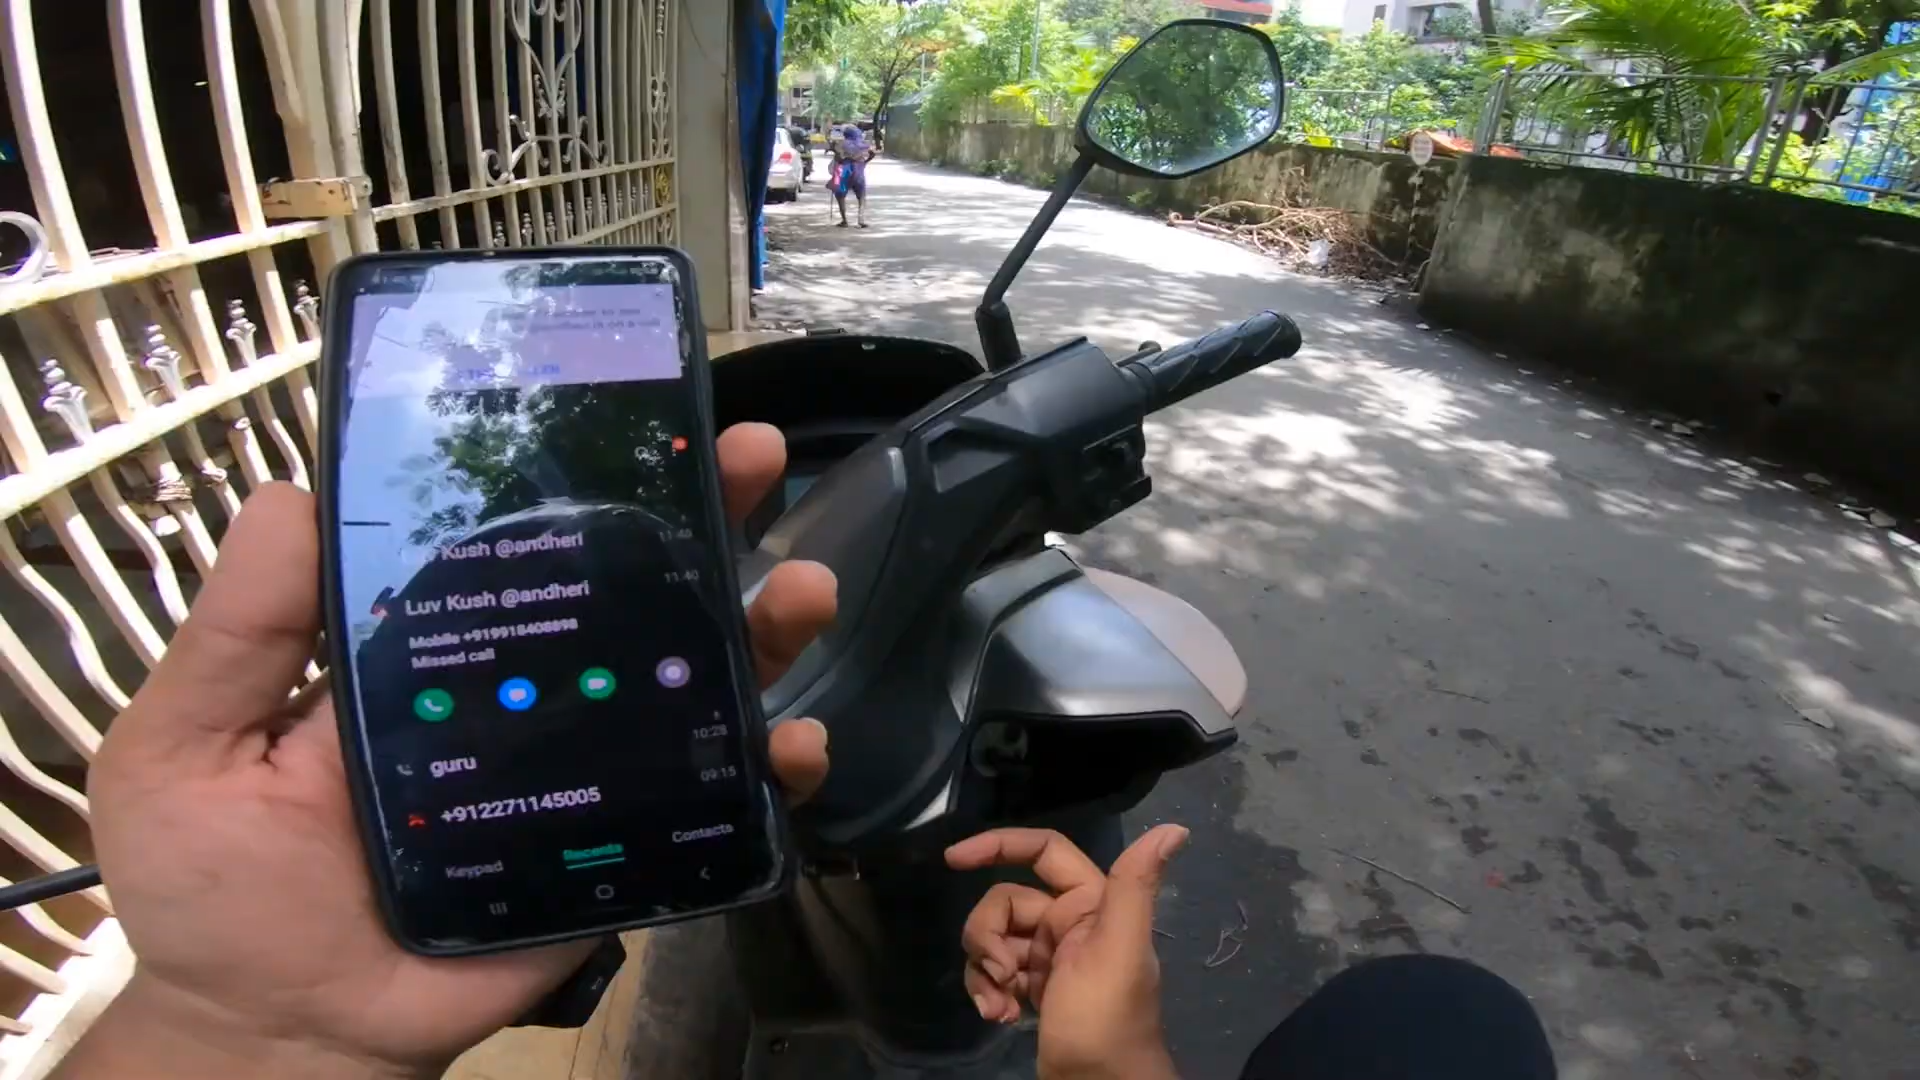 Kush @andheri
11:40
Luv Kush @andheri
11:40
Mobile +919918408898
Missed call
guru
10:28
+912271145005
09:15
Keypad
Recents
Contacts